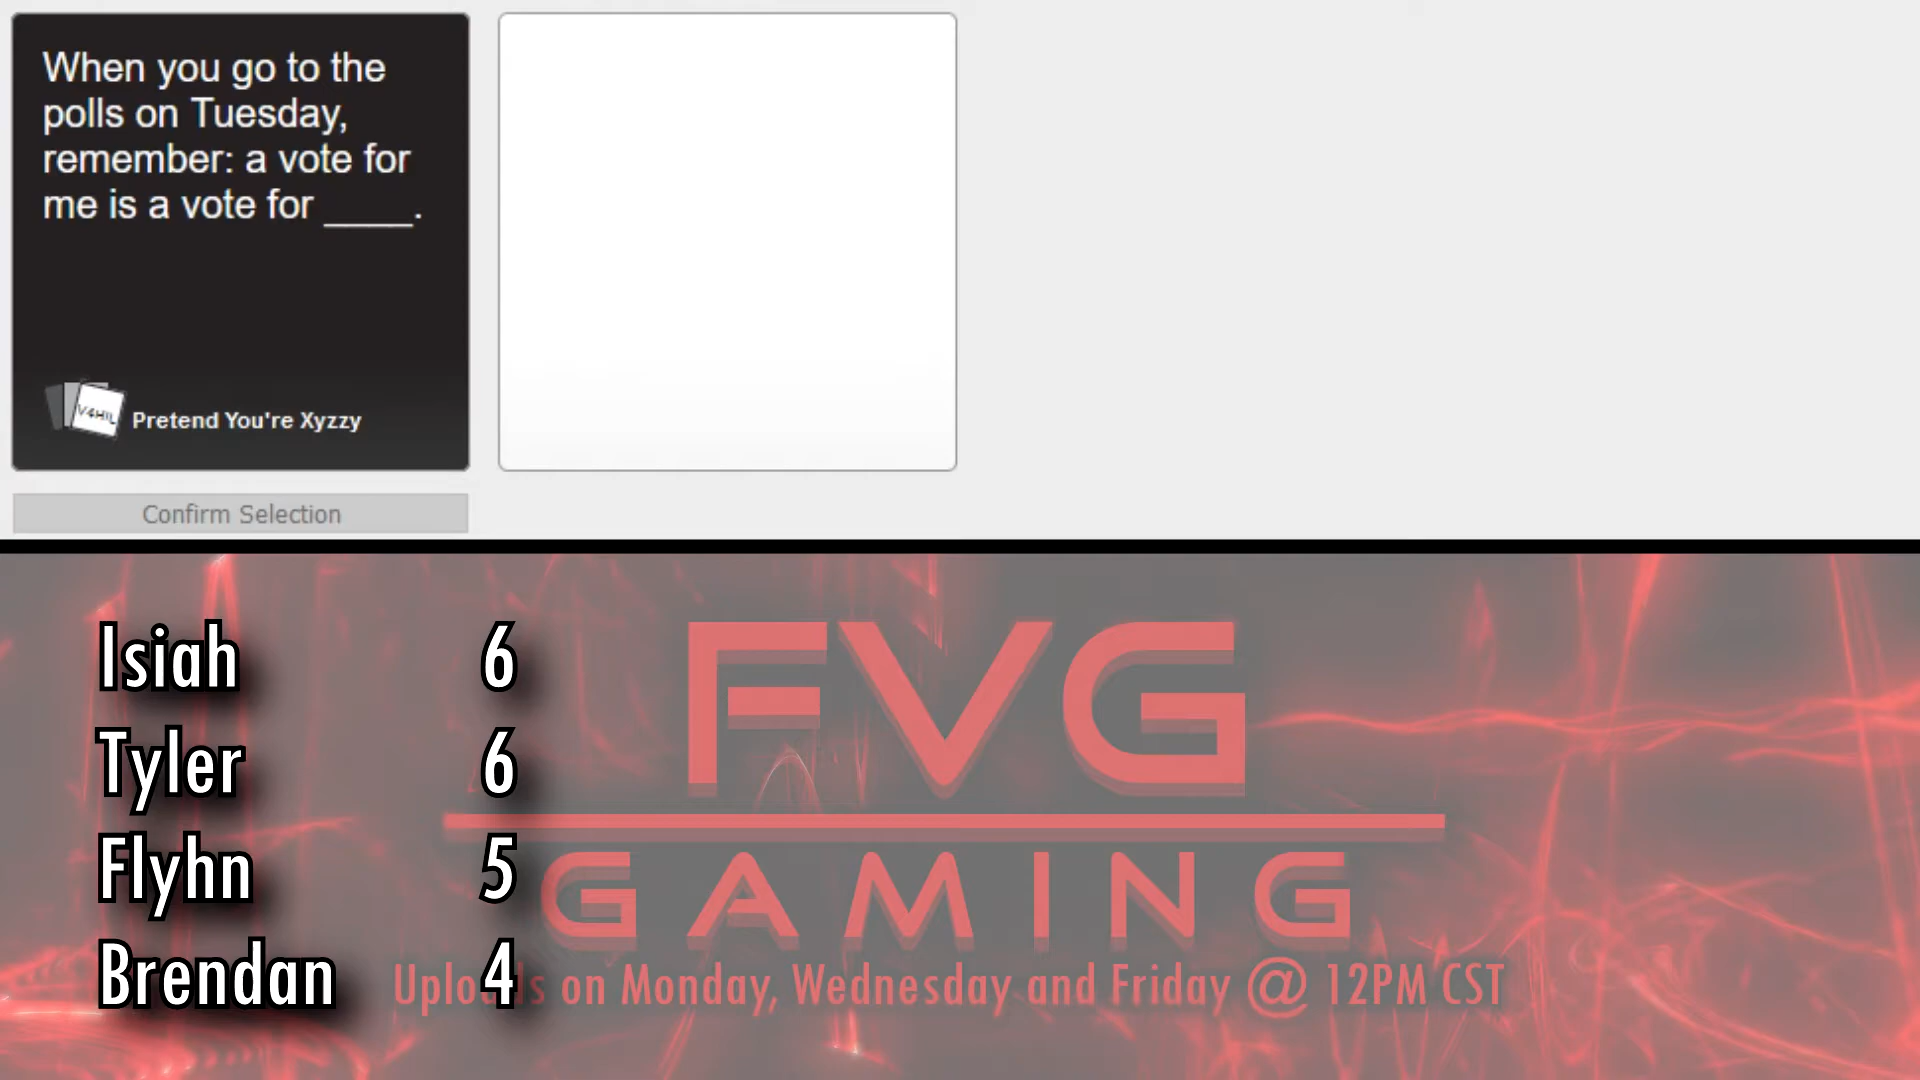 When you go to the
polls on Tuesday,
remember: a vote for
me is a vote for ____.
V4HIL
Pretend You're Xyzzy
Confirm Selection
FVG
GAMING
Uploads on Monday, Wednesday and Friday @ 12PM CST
Isiah 6
Tyler 6
Flyhn 5
Brendan 4